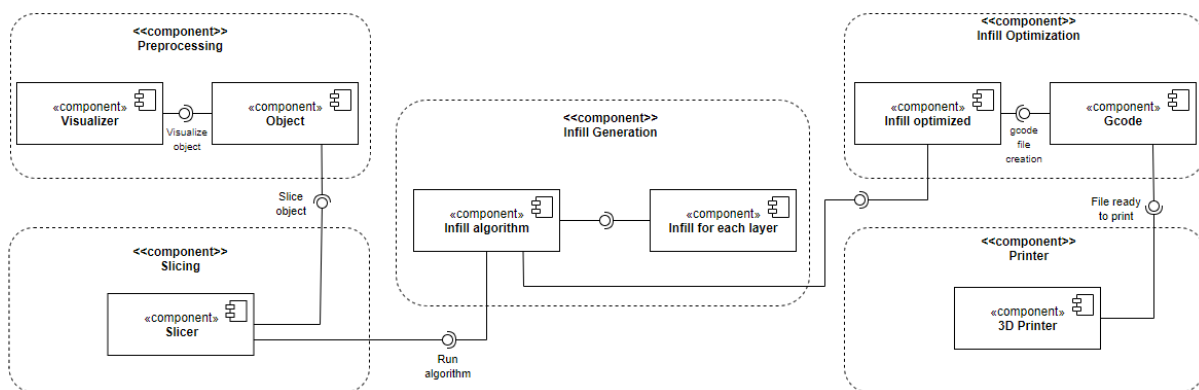 <<component>>
Preprocessing
«component»
Visualizer
Visualize
object
«component»
Object
Slice
object
<<component>>
Slicing
«component»
Slicer
Run
algorithm
<<component>>
Infill Generation
«component»
Infill algorithm
«component»
Infill for each layer
<<component>>
Infill Optimization
«component»
Infill optimized
gcode
file
creation
«component»
Gcode
File ready
to print
<<component>>
Printer
«component»
3D Printer